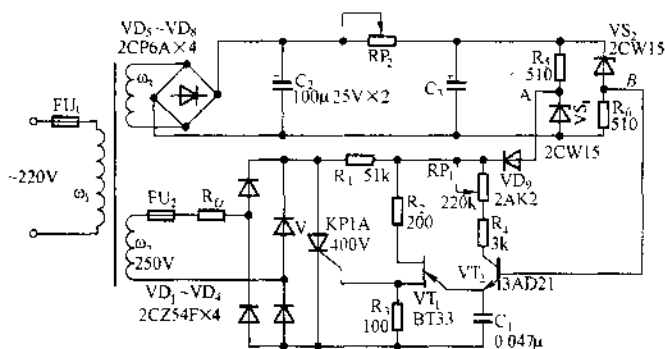 VD₅~VD₈
2CP6A×4
ω₃
FU₁
~220V
ω₁
C₂
100μ 25V×2
RP₂
C₃
R₅
510
A
VS₁
2CW15
VS₂
2CW15
B
R₆
510
FU₂
ω₂
250V
VD₁~VD₄
2CZ54F×4
V
KP1A
400V
R₁ 51k
R₂
200
RP₁
220k
VD₉
2AK2
R₄
3k
VT₂
3AD21
VT₁
BT33
R₃
100
C₁
0.047μ